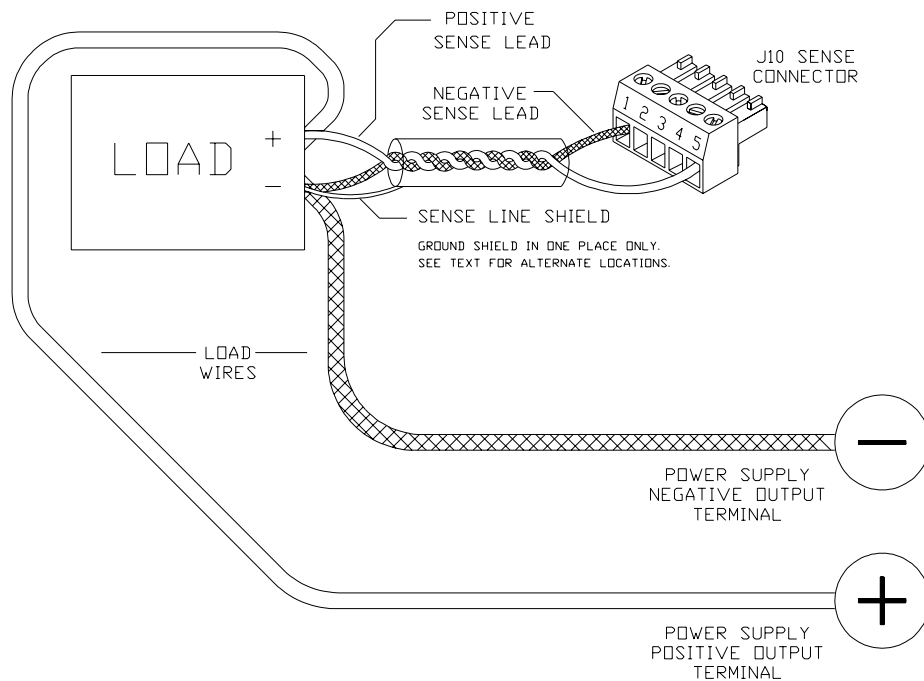 POSITIVE
SENSE LEAD
J10 SENSE
CONNECTOR
NEGATIVE
SENSE LEAD
1 2 3 4 5
LOAD
+
−
SENSE LINE SHIELD
GROUND SHIELD IN ONE PLACE ONLY.
SEE TEXT FOR ALTERNATE LOCATIONS.
LOAD
WIRES
−
POWER SUPPLY
NEGATIVE OUTPUT
TERMINAL
+
POWER SUPPLY
POSITIVE OUTPUT
TERMINAL